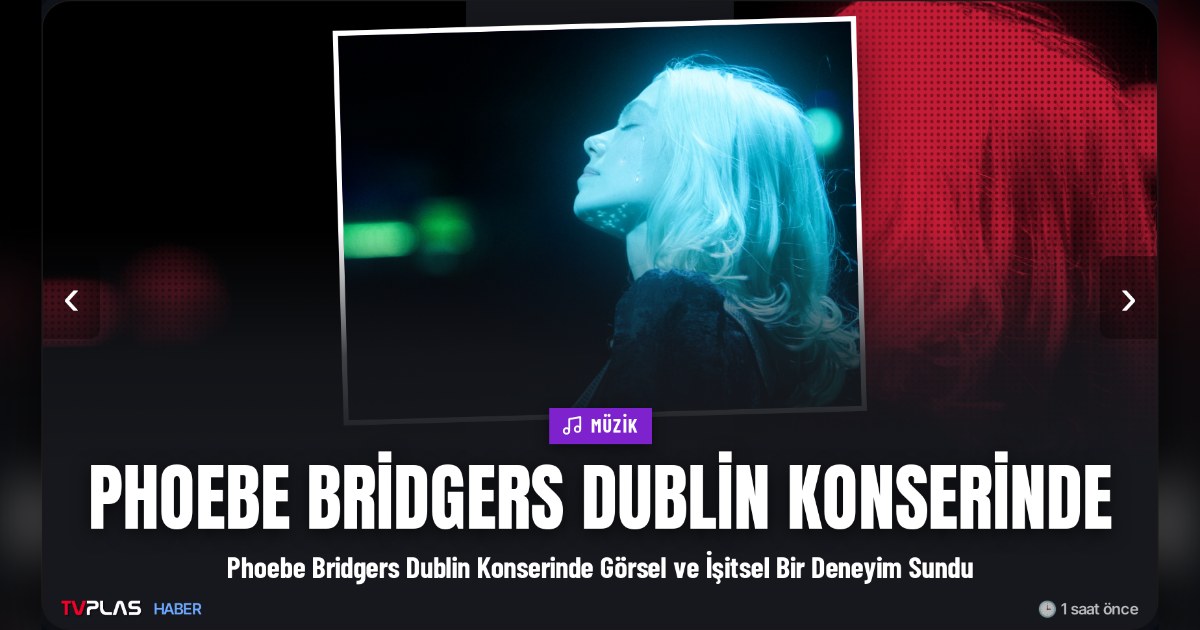 MÜZİK
PHOEBE BRİDGERS DUBLİN KONSERİNDE
Phoebe Bridgers Dublin Konserinde Görsel ve İşitsel Bir Deneyim Sundu
TVPLAS HABER
1 saat önce